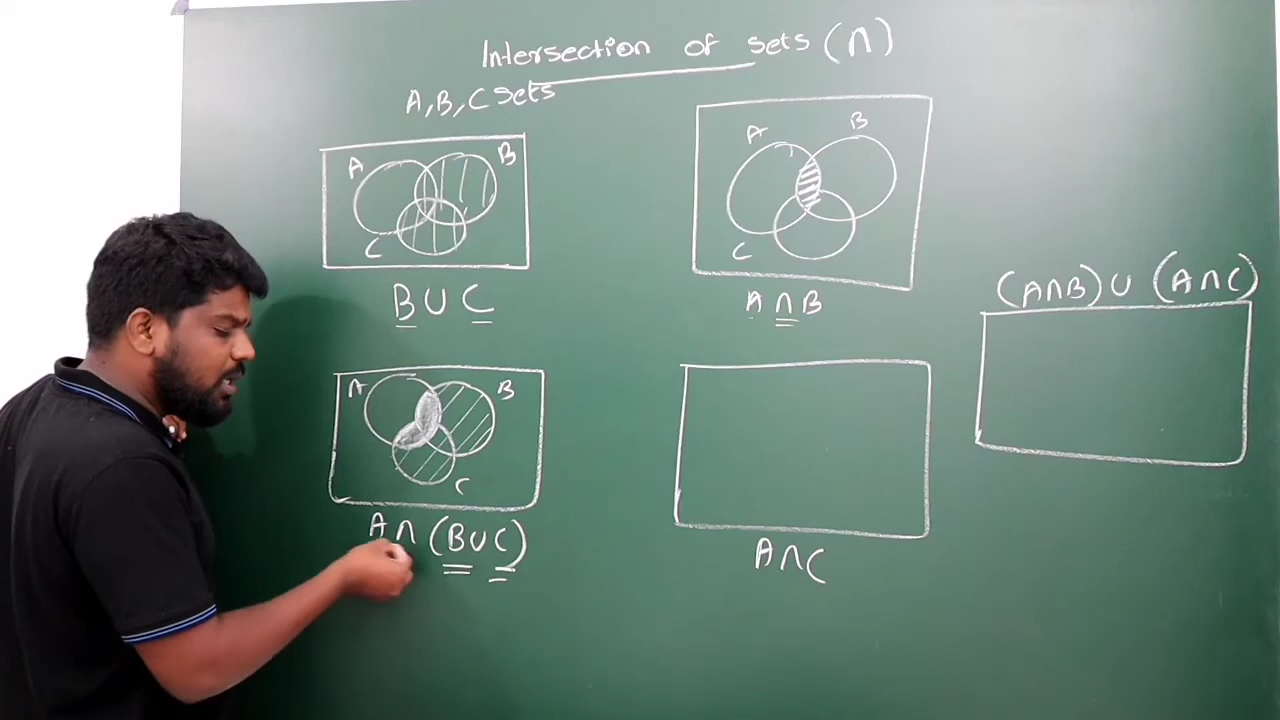 Intersection of sets (∩)
A, B, C sets
A B
C
B ∪ C
A B
C
A ∩ B
(A∩B) ∪ (A∩C)
A B
C
A ∩ (B ∪ C)
A∩C